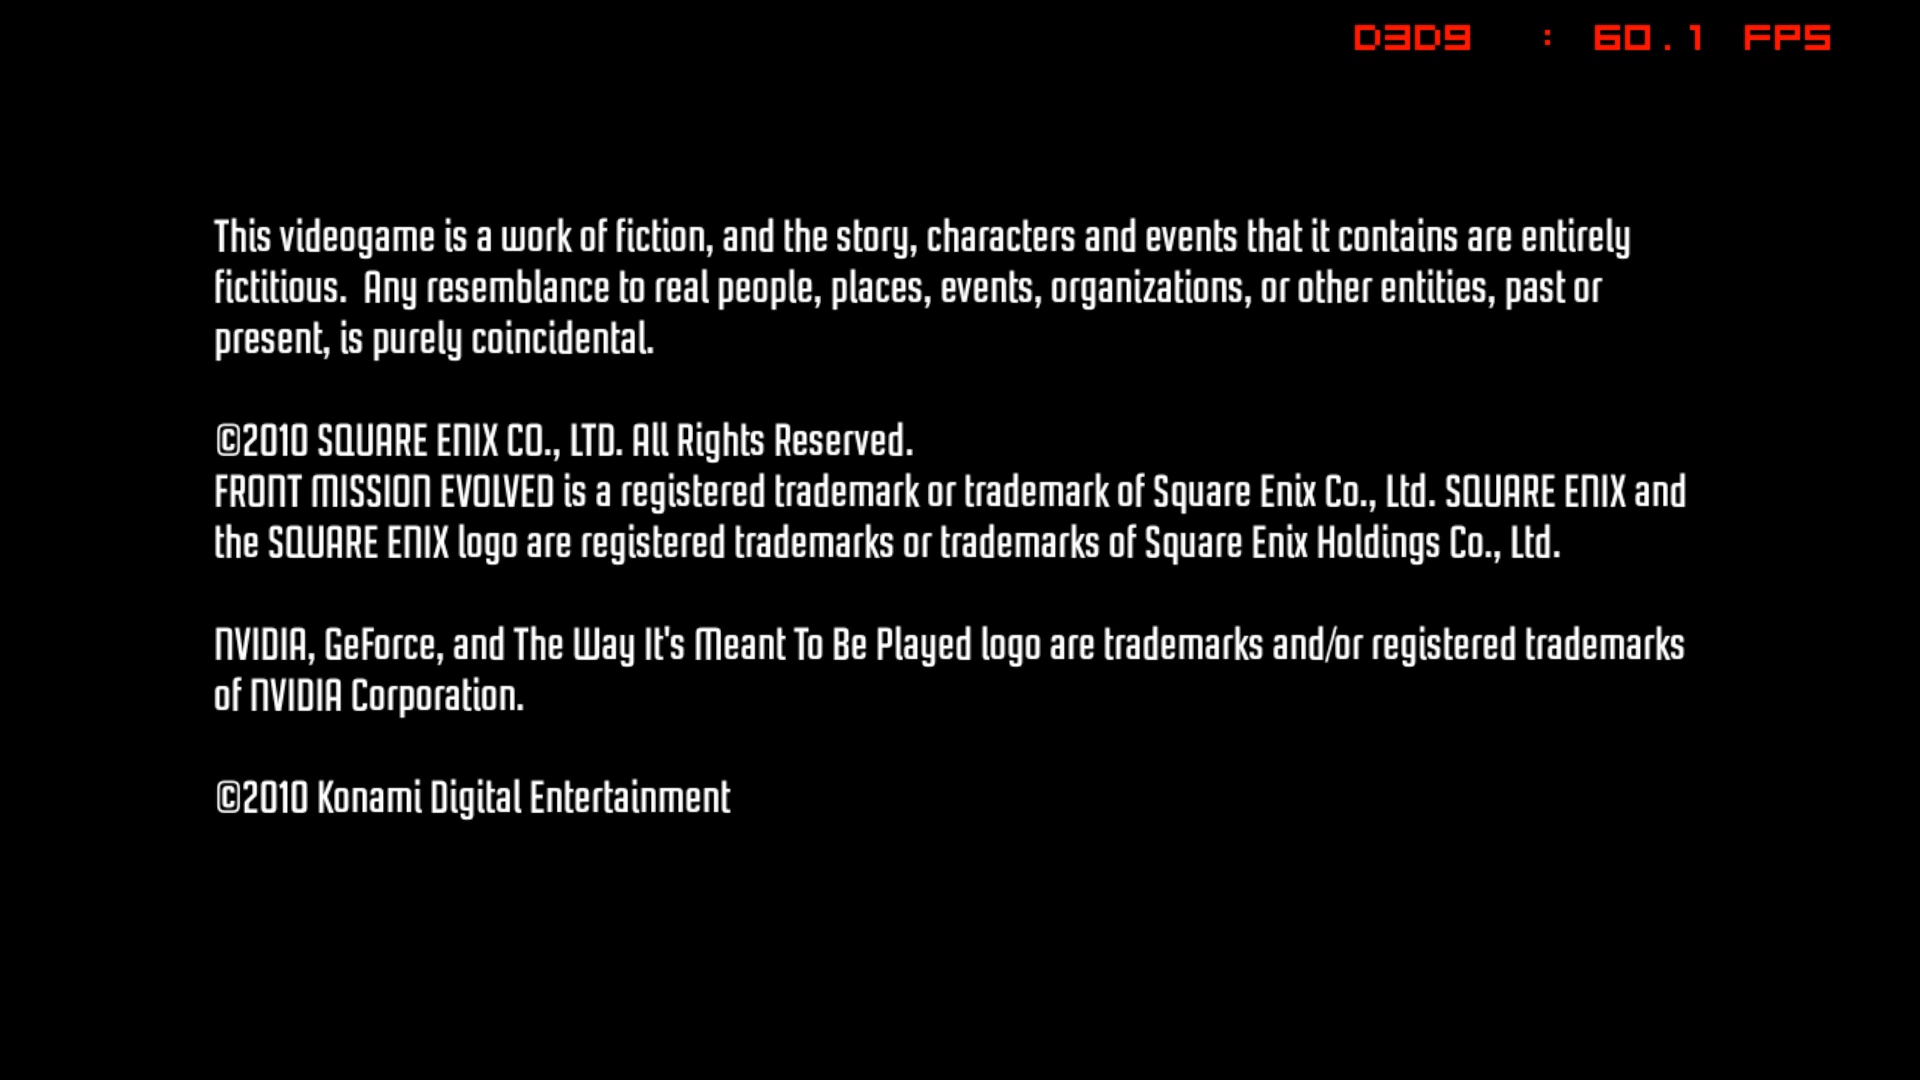 D3D9 : 60.1 FPS
This videogame is a work of fiction, and the story, characters and events that it contains are entirely
fictitious.  Any resemblance to real people, places, events, organizations, or other entities, past or
present, is purely coincidental.
©2010 SQUARE ENIX CO., LTD. All Rights Reserved.
FRONT MISSION EVOLVED is a registered trademark or trademark of Square Enix Co., Ltd. SQUARE ENIX and
the SQUARE ENIX logo are registered trademarks or trademarks of Square Enix Holdings Co., Ltd.
NVIDIA, GeForce, and The Way It's Meant To Be Played logo are trademarks and/or registered trademarks
of NVIDIA Corporation.
©2010 Konami Digital Entertainment